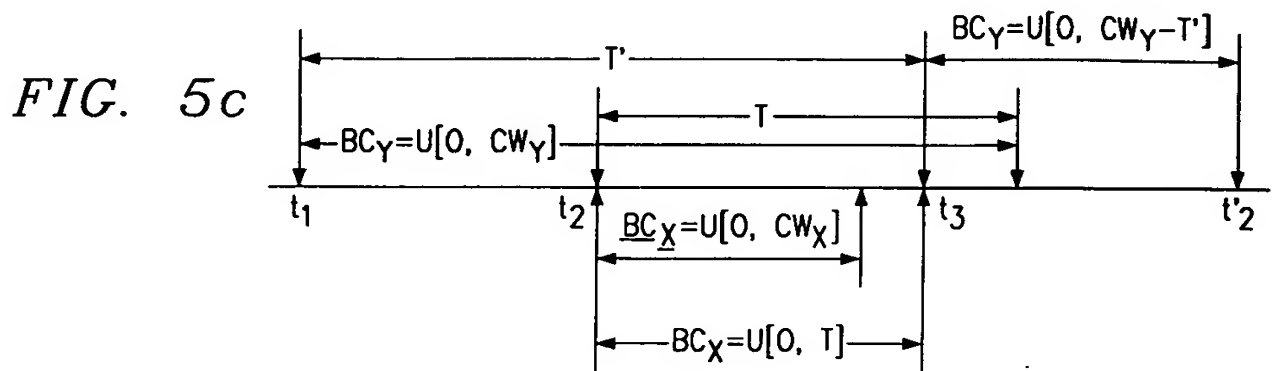 BCY=U[0, CWY-T']
T'
FIG. 5c
T
BCY=U[0, CWY]
t1 t2 t3 t'2
BCX=U[0, CWX]
BCX=U[0, T]